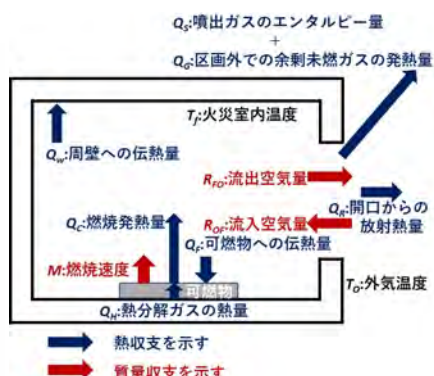 Qs:噴出ガスのエンタルピー量
+
QG:区画外での余剰未燃ガスの発熱量
Tf:火災室内温度
Qw:周壁への伝熱量
RFO:流出空気量
QC:燃焼発熱量
ROF:流入空気量
QR:開口からの
放射熱量
QF:可燃物への伝熱量
M:燃焼速度
可燃物
TO:外気温度
QH:熱分解ガスの熱量
熱収支を示す
質量収支を示す